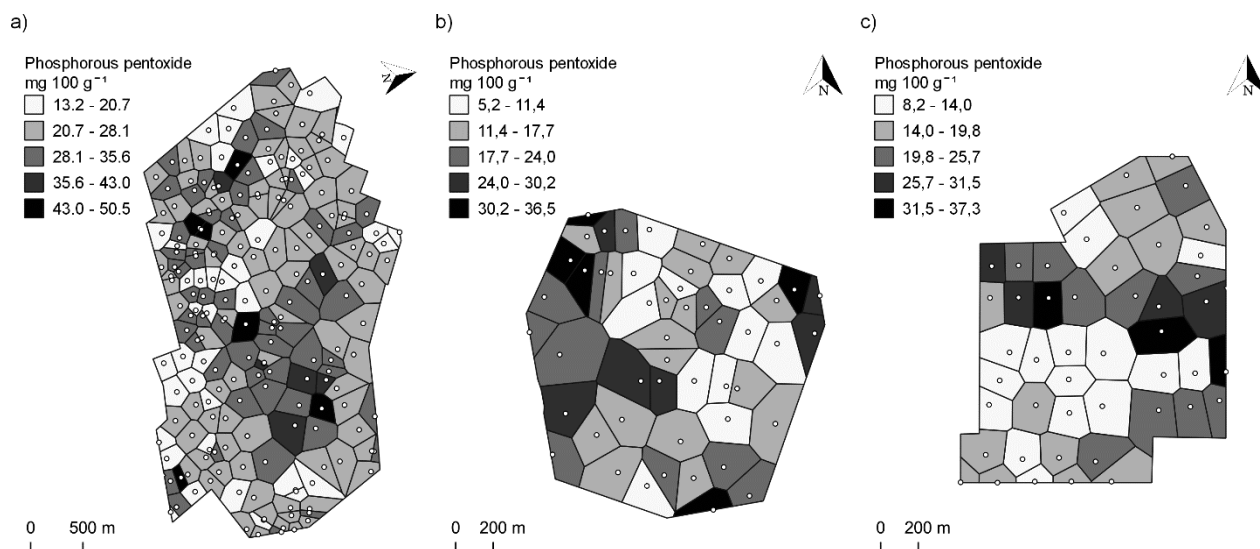 a)
Phosphorous pentoxide
mg 100 g⁻¹
13.2 - 20.7
20.7 - 28.1
28.1 - 35.6
35.6 - 43.0
43.0 - 50.5
N
0 500 m
b)
Phosphorous pentoxide
mg 100 g⁻¹
5,2 - 11,4
11,4 - 17,7
17,7 - 24,0
24,0 - 30,2
30,2 - 36,5
N
0 200 m
c)
Phosphorous pentoxide
mg 100 g⁻¹
8,2 - 14,0
14,0 - 19,8
19,8 - 25,7
25,7 - 31,5
31,5 - 37,3
N
0 200 m